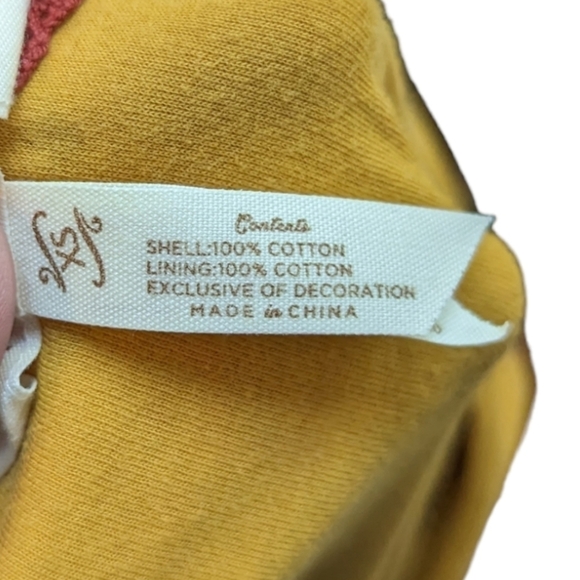 XS
Contents
SHELL:100% COTTON
LINING:100% COTTON
EXCLUSIVE OF DECORATION
MADE in CHINA